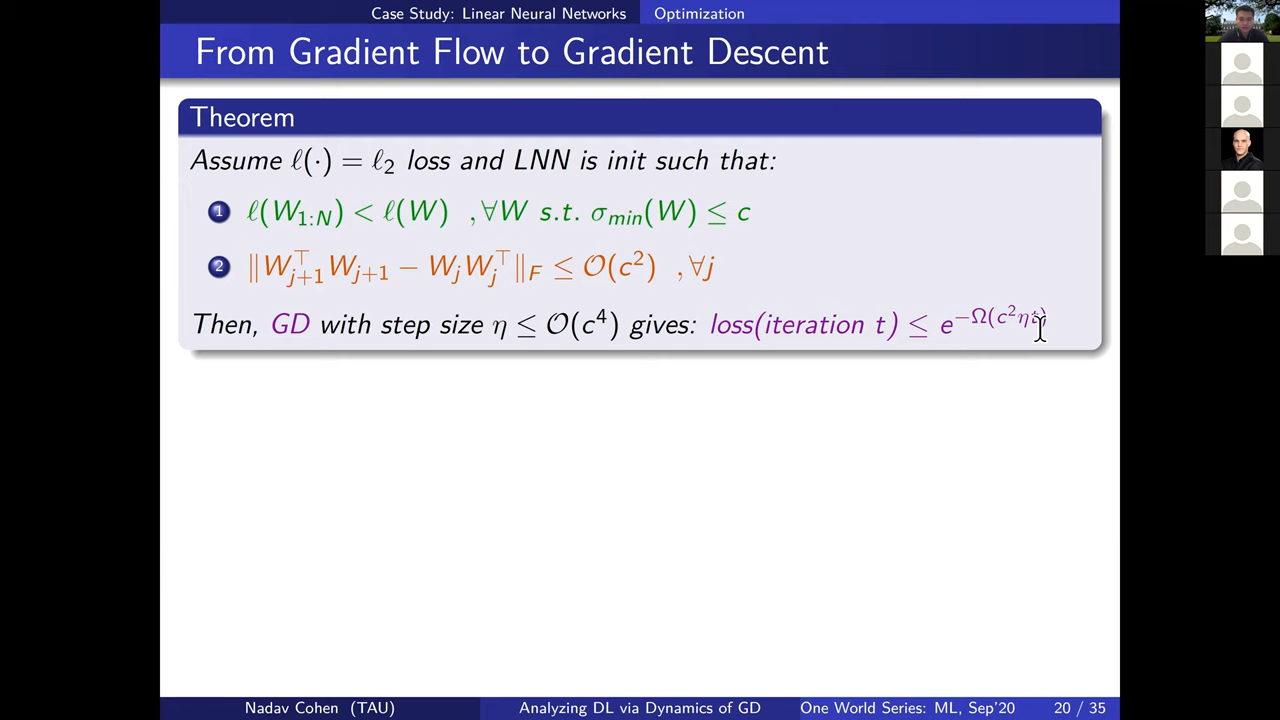 Case Study: Linear Neural Networks Optimization
From Gradient Flow to Gradient Descent
Theorem
Assume ℓ(·) = ℓ₂ loss and LNN is init such that:
1 ℓ(W₁:N) < ℓ(W) , ∀W s.t. σmin(W) ≤ c
2 ‖W⊤j+1Wj+1 − WjW⊤j‖F ≤ O(c²) , ∀j
Then, GD with step size η ≤ O(c⁴) gives: loss(iteration t) ≤ e^−Ω(c²ηt)
Nadav Cohen (TAU) Analyzing DL via Dynamics of GD One World Series: ML, Sep'20 20 / 35